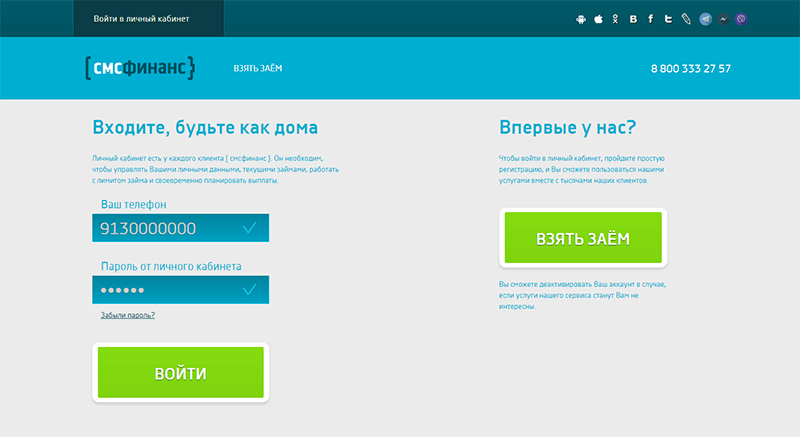 Войти в личный кабинет
[смсфинанс]
ВЗЯТЬ ЗАЁМ
8 800 333 27 57
Входите, будьте как дома
Личный кабинет есть у каждого клиента [ смсфинанс ]. Он необходим,
чтобы управлять Вашими личными данными, текущими займами, работать
с лимитом займа и своевременно планировать выплаты.
Ваш телефон
9130000000
Пароль от личного кабинета
••••••
Забыли пароль?
ВОЙТИ
Впервые у нас?
Чтобы войти в личный кабинет, пройдите простую
регистрацию, и Вы сможете пользоваться нашими
услугами вместе с тысячами наших клиентов.
ВЗЯТЬ ЗАЁМ
Вы сможете деактивировать Ваш аккаунт в случае,
если услуги нашего сервиса станут Вам не
интересны.